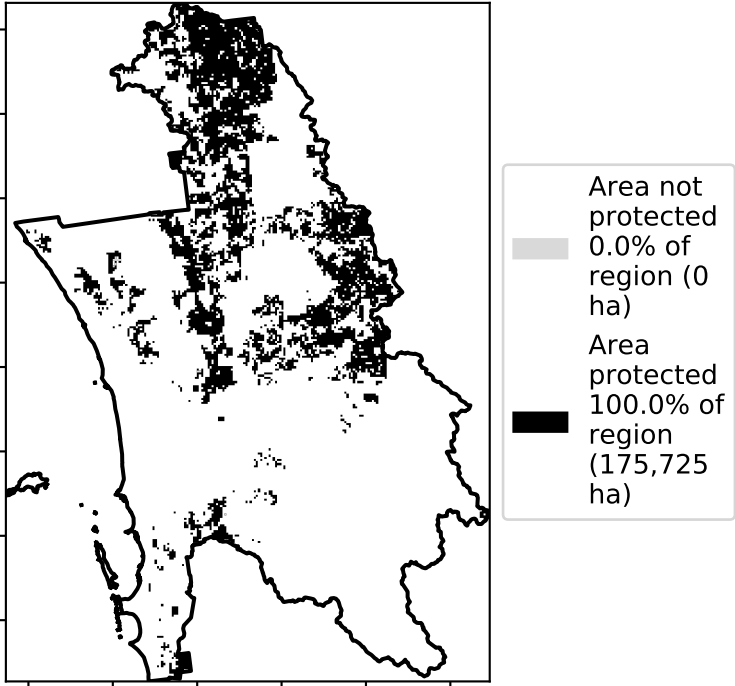 Area not
protected
0.0% of
region (0
ha)
Area
protected
100.0% of
region
(175,725
ha)